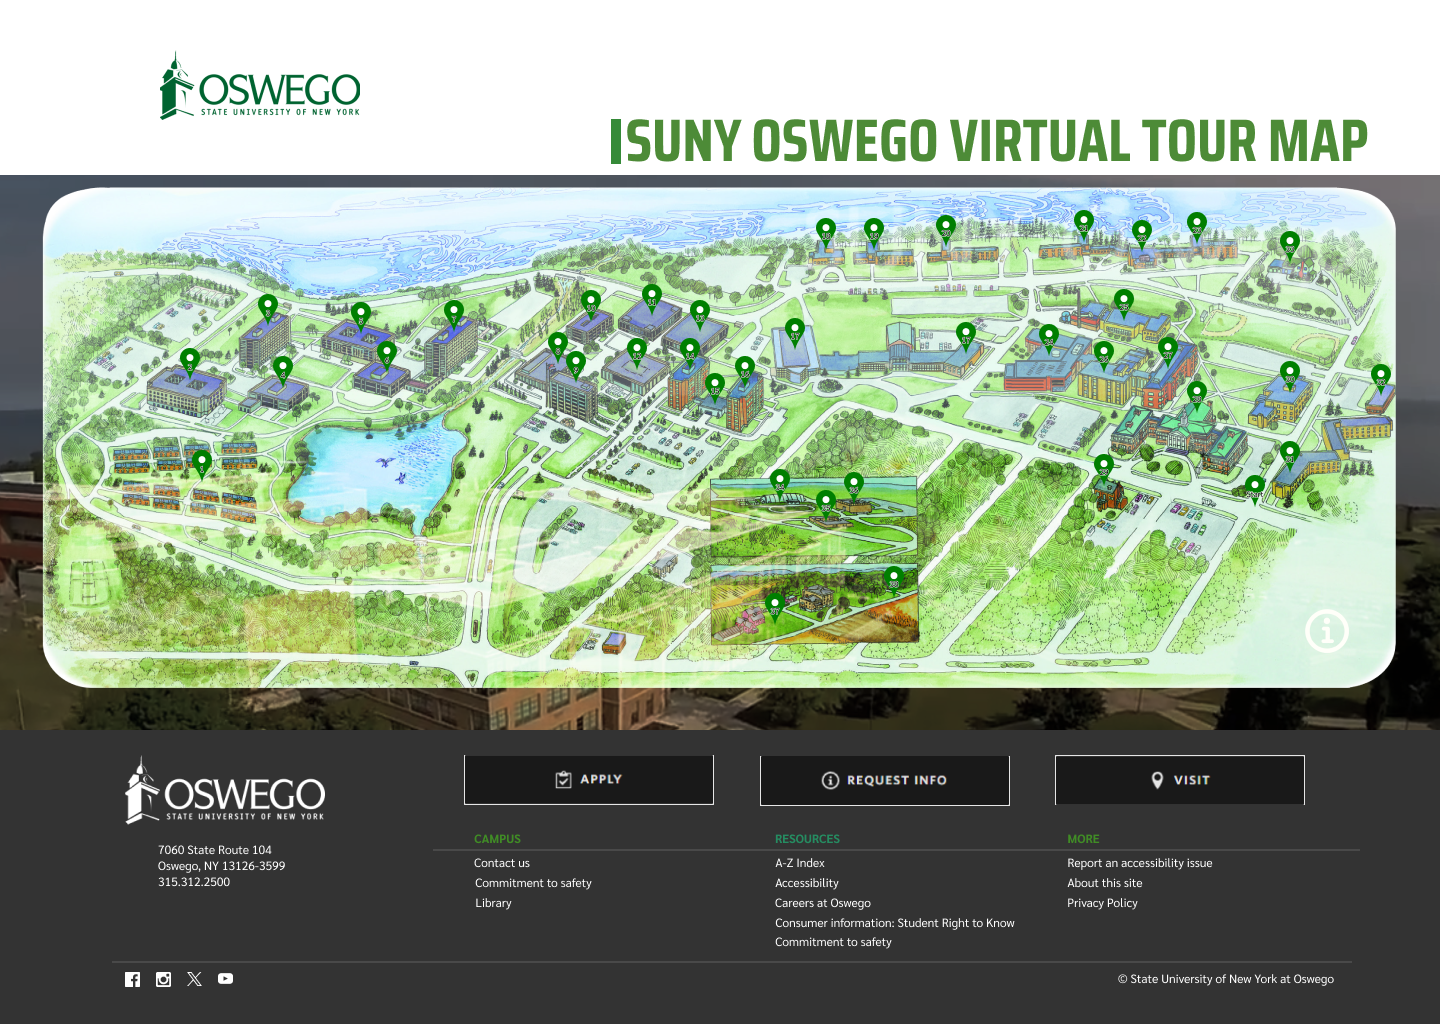 OSWEGO
STATE UNIVERSITY OF NEW YORK
SUNY OSWEGO VIRTUAL TOUR MAP
11
17
Start
APPLY
REQUEST INFO
VISIT
OSWEGO
STATE UNIVERSITY OF NEW YORK
7060 State Route 104
Oswego, NY 13126-3599
315.312.2500
CAMPUS
Contact us
Commitment to safety
Library
RESOURCES
A-Z Index
Accessibility
Careers at Oswego
Consumer information: Student Right to Know
Commitment to safety
MORE
Report an accessibility issue
About this site
Privacy Policy
© State University of New York at Oswego